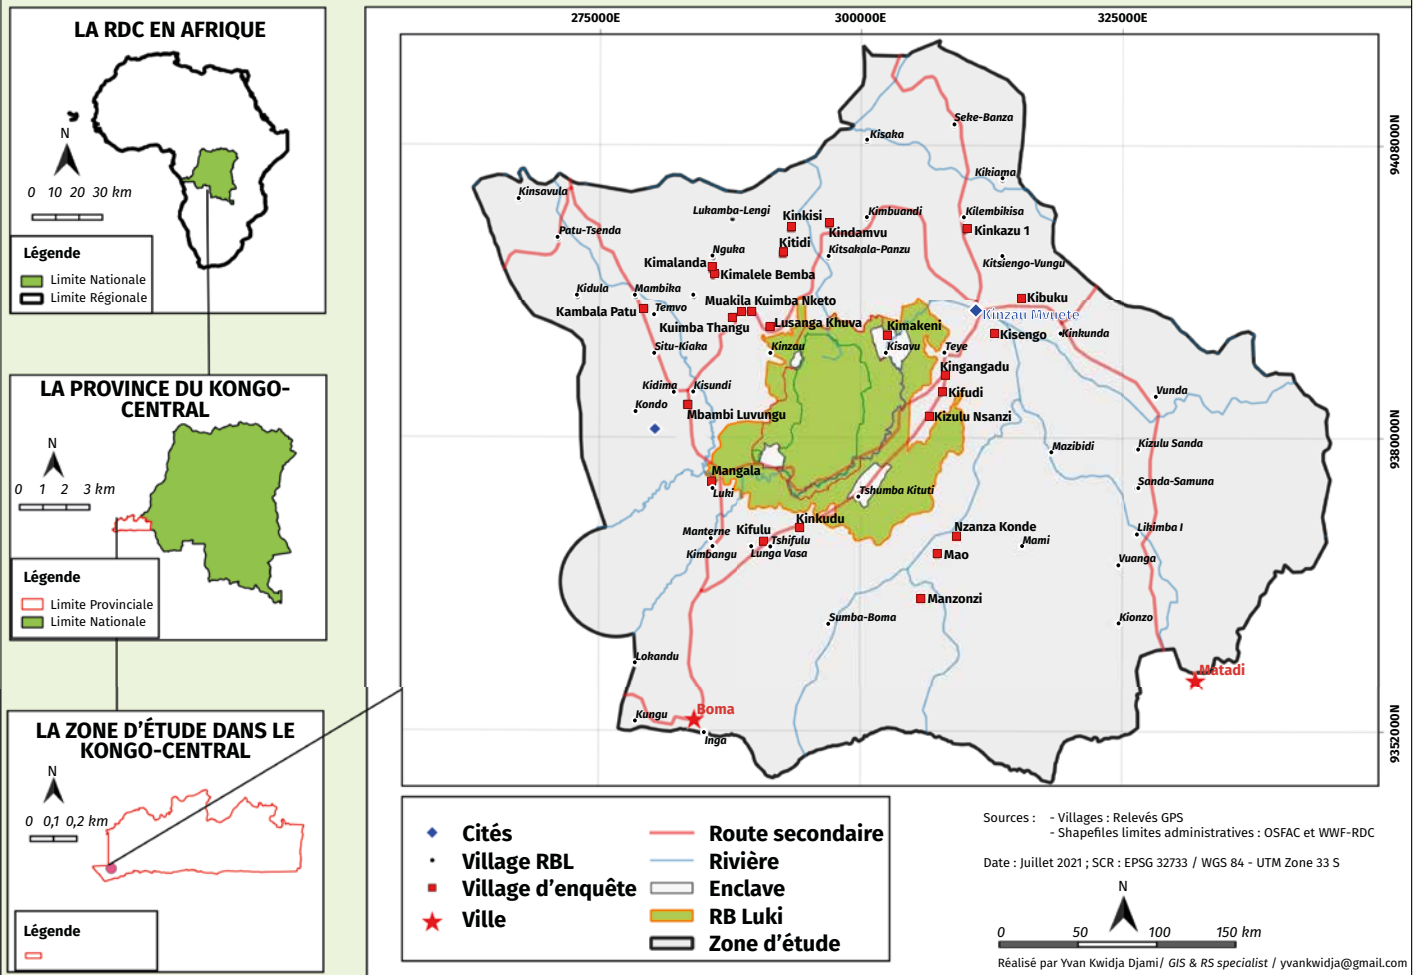 LA RDC EN AFRIQUE
N
0 10 20 30 km
Légende
Limite Nationale
Limite Régionale
LA PROVINCE DU KONGO-
CENTRAL
N
0 1 2 3 km
Légende
Limite Provinciale
Limite Nationale
LA ZONE D'ÉTUDE DANS LE
KONGO-CENTRAL
N
0 0,1 0,2 km
Légende
275000E 300000E 325000E
9408000N
9380000N
9352000N
Seke-Banza
Kisaka
Kikiama
Kinsavula
Lukamba-Lengi
Kinkisi
Kimbuandi
Kilembikisa
Kindamvu
Kinkazu 1
Patu-Tsenda
Kitidi
Nguka
Kitsakala-Panzu
Kitsiengo-Vungu
Kimalanda
Kimalele Bemba
Kidula
Mambika
Muakila Kuimba Nketo
Kibuku
Kambala Patu
Temvo
Kinzau Mvuete
Kuimba Thangu
Lusanga Khuva
Kimakeni
Kisengo
Kinkunda
Situ-Kiaka
Kinzau
Kisavu
Teye
Kingangadu
Kidima
Kisundi
Kifudi
Vunda
Kondo
Mbambi Luvungu
Kizulu Nsanzi
Mazibidi
Kizulu Sanda
Mangala
Luki
Tshumba Kituti
Sanda-Samuna
Kinkudu
Manterne
Kifulu
Tshifulu
Nzanza Konde
Likimba I
Kimbangu
Lunga Vasa
Mao
Mami
Vuanga
Manzonzi
Sumba-Boma
Kionzo
Lokandu
Matadi
Kungu
Boma
Inga
Cités
Village RBL
Village d'enquête
Ville
Route secondaire
Rivière
Enclave
RB Luki
Zone d'étude
Sources : - Villages : Relevés GPS
- Shapefiles limites administratives : OSFAC et WWF-RDC
Date : Juillet 2021 ; SCR : EPSG 32733 / WGS 84 - UTM Zone 33 S
N
0 50 100 150 km
Réalisé par Yvan Kwidja Djami/ GIS & RS specialist / yvankwidja@gmail.com